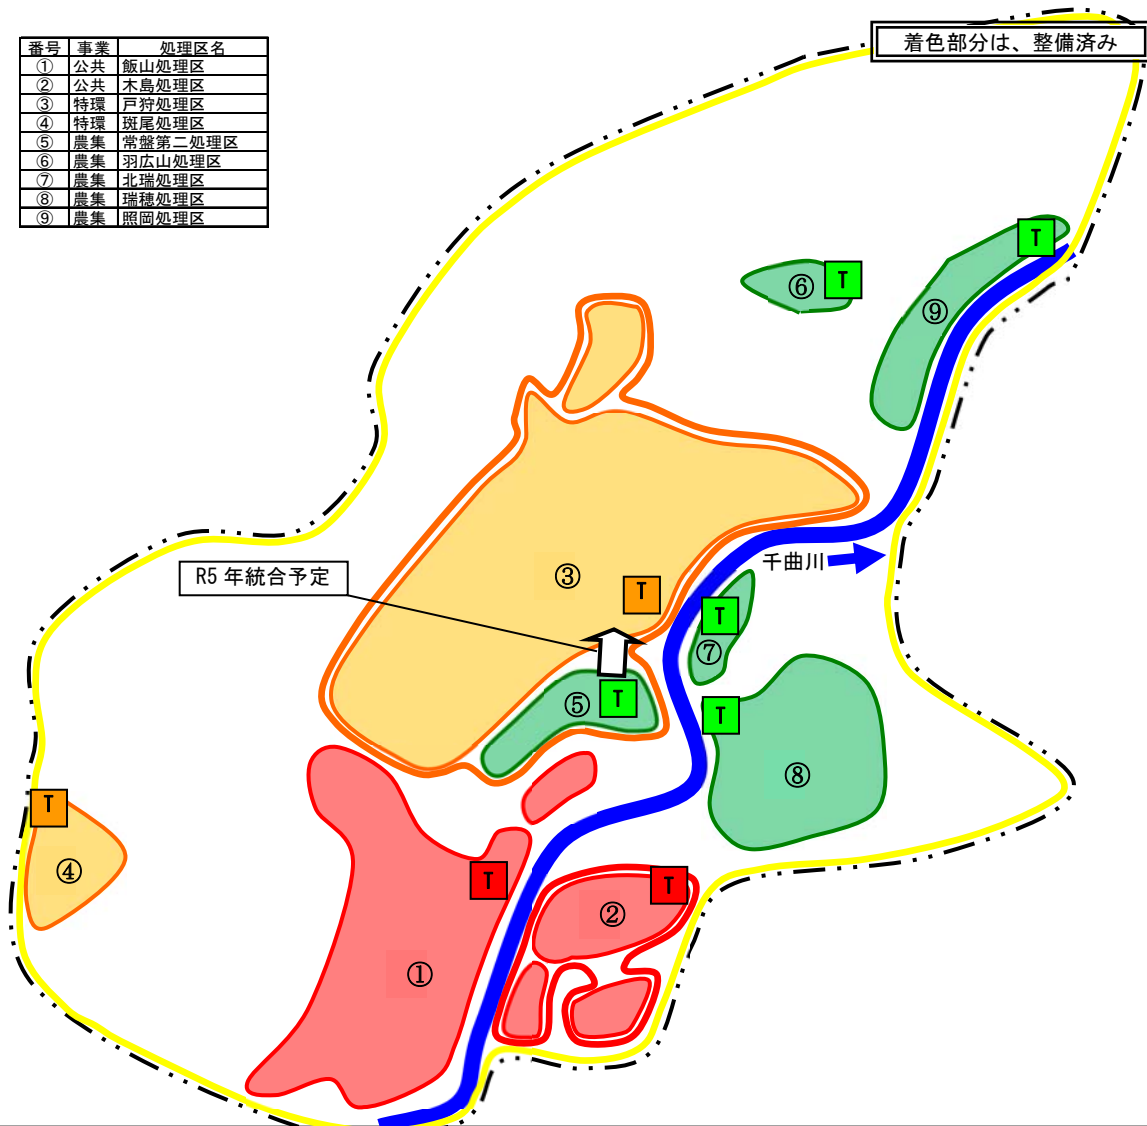 着色部分は、整備済み
番号 事業 処理区名
① 公共 飯山処理区
② 公共 木島処理区
③ 特環 戸狩処理区
④ 特環 斑尾処理区
⑤ 農集 常盤第二処理区
⑥ 農集 羽広山処理区
⑦ 農集 北瑞処理区
⑧ 農集 瑞穂処理区
⑨ 農集 照岡処理区
T
⑥ T
⑨
千曲川
R5 年統合予定
③ T
T
⑦
⑤ T
T
⑧
T
④
T
T
②
①